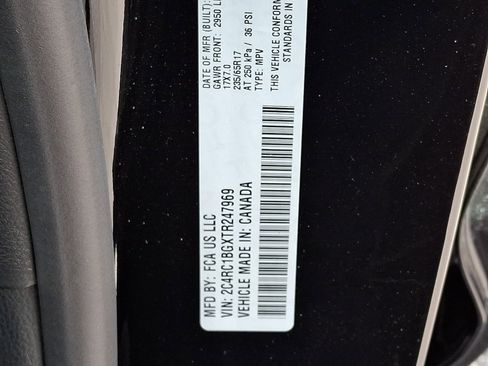 MFD BY: FCA US LLC
DATE OF MFR (BUILT):
GAWR FRONT: 2950 L
17X7.0
235/65R17
AT 250 kPa / 36 PSI
VIN: 2C4RC1BGXTR247969
TYPE: MPV
VEHICLE MADE IN: CANADA
THIS VEHICLE CONFORM
STANDARDS IN